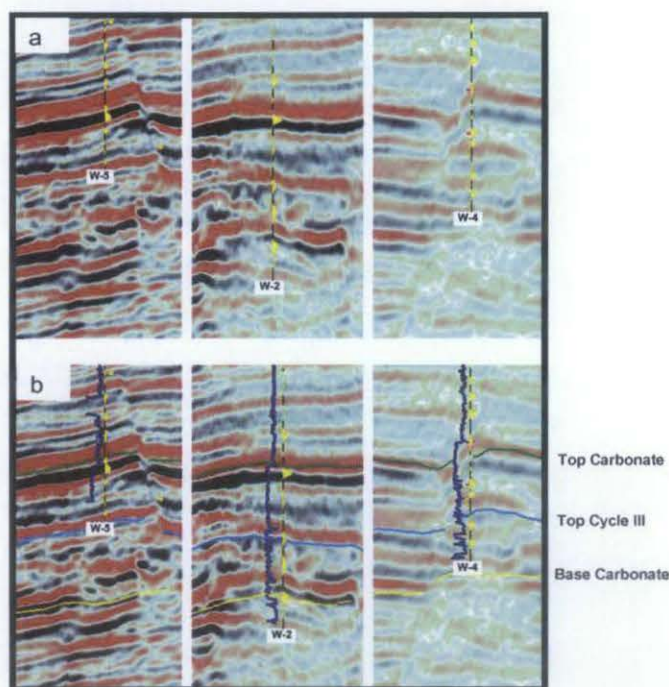 a
W-5
W-2
W-4
b
Top Carbonate
Top Cycle III
W-5
Base Carbonate
W-4
W-2